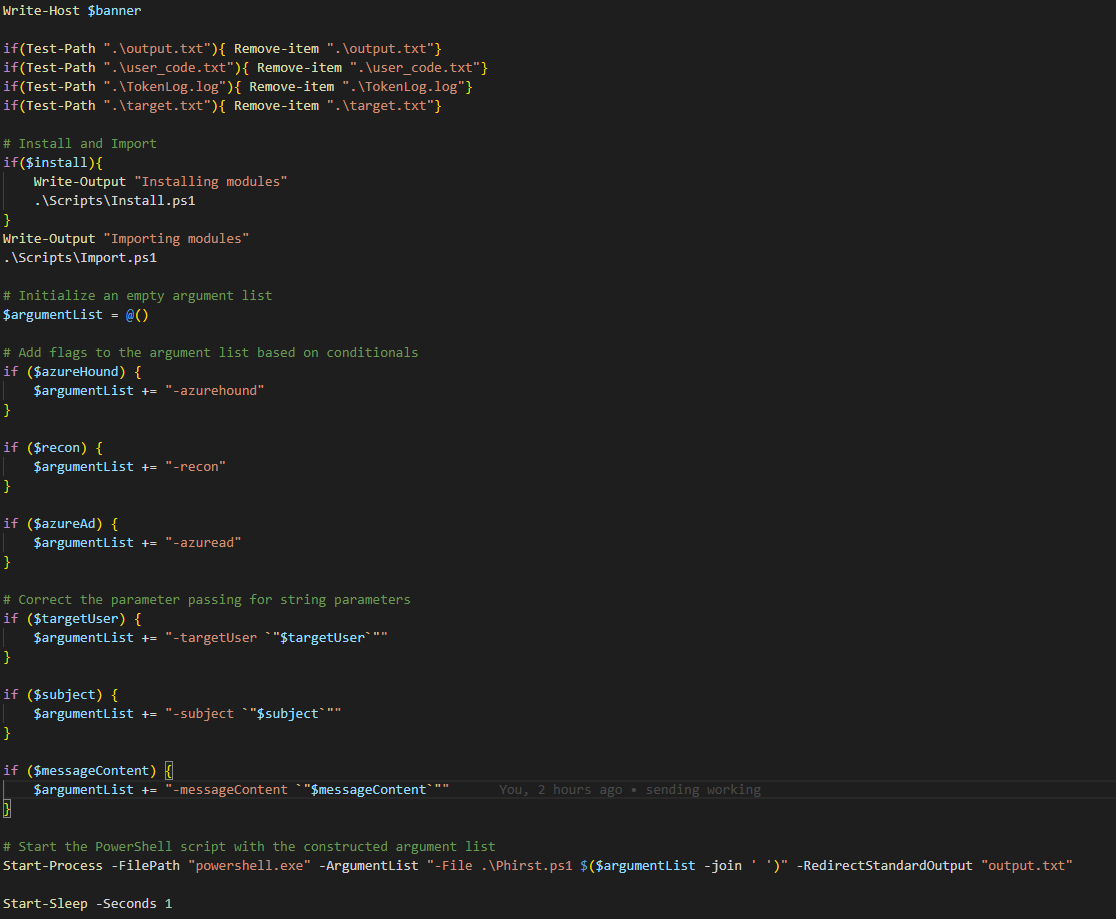 Write-Host $banner
if(Test-Path ".\output.txt"){ Remove-item ".\output.txt"}
if(Test-Path ".\user_code.txt"){ Remove-item ".\user_code.txt"}
if(Test-Path ".\TokenLog.log"){ Remove-item ".\TokenLog.log"}
if(Test-Path ".\target.txt"){ Remove-item ".\target.txt"}
# Install and Import
if($install){
    Write-Output "Installing modules"
    .\Scripts\Install.ps1
}
Write-Output "Importing modules"
.\Scripts\Import.ps1
# Initialize an empty argument list
$argumentList = @()
# Add flags to the argument list based on conditionals
if ($azureHound) {
    $argumentList += "-azurehound"
}
if ($recon) {
    $argumentList += "-recon"
}
if ($azureAd) {
    $argumentList += "-azuread"
}
# Correct the parameter passing for string parameters
if ($targetUser) {
    $argumentList += "-targetUser `"$targetUser`""
}
if ($subject) {
    $argumentList += "-subject `"$subject`""
}
if ($messageContent) {
    $argumentList += "-messageContent `"$messageContent`"" You, 2 hours ago • sending working
}
# Start the PowerShell script with the constructed argument list
Start-Process -FilePath "powershell.exe" -ArgumentList "-File .\Phirst.ps1 $($argumentList -join ' ')" -RedirectStandardOutput "output.txt"
Start-Sleep -Seconds 1